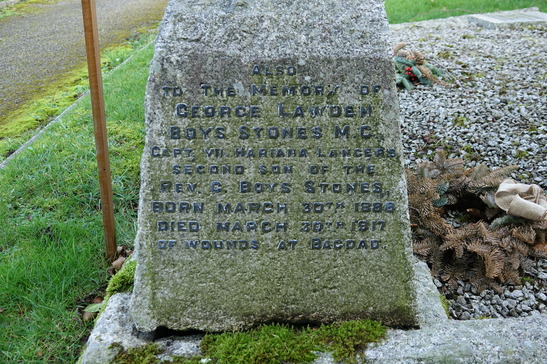 ALSO
TO THE MEMORY OF
GEORGE LAWDEN
BOYS STONES M.C.
CAPT. VII. HARIANA LANCERS
SECOND SON OF THE
REV. G. BOYS STONES,
BORN MARCH 30TH 1886
DIED MARCH 30TH 1917
OF WOUNDS AT BAGDAD.